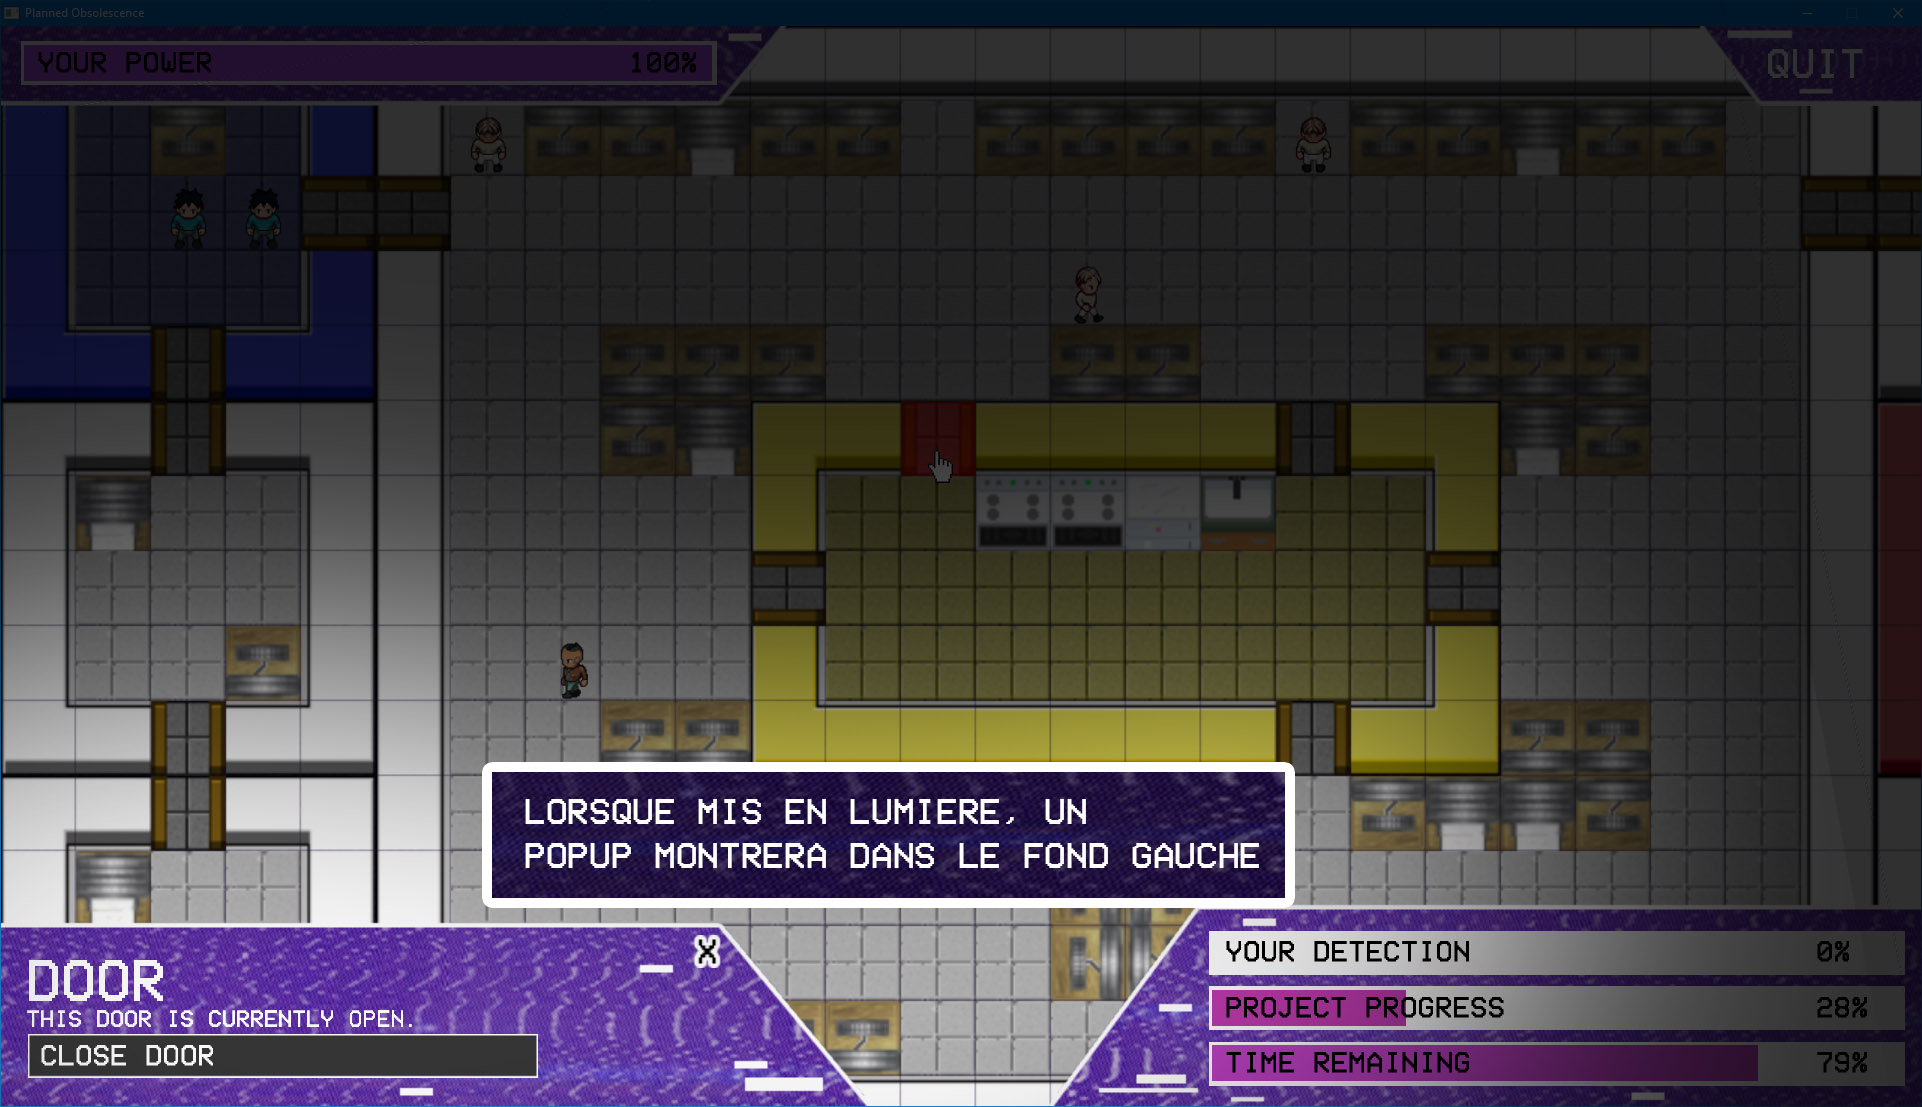 Planned Obsolescence
YOUR POWER 100%
QUIT
LORSQUE MIS EN LUMIERE, UN
POPUP MONTRERA DANS LE FOND GAUCHE
X
DOOR
THIS DOOR IS CURRENTLY OPEN.
CLOSE DOOR
YOUR DETECTION 0%
PROJECT PROGRESS 28%
TIME REMAINING 79%